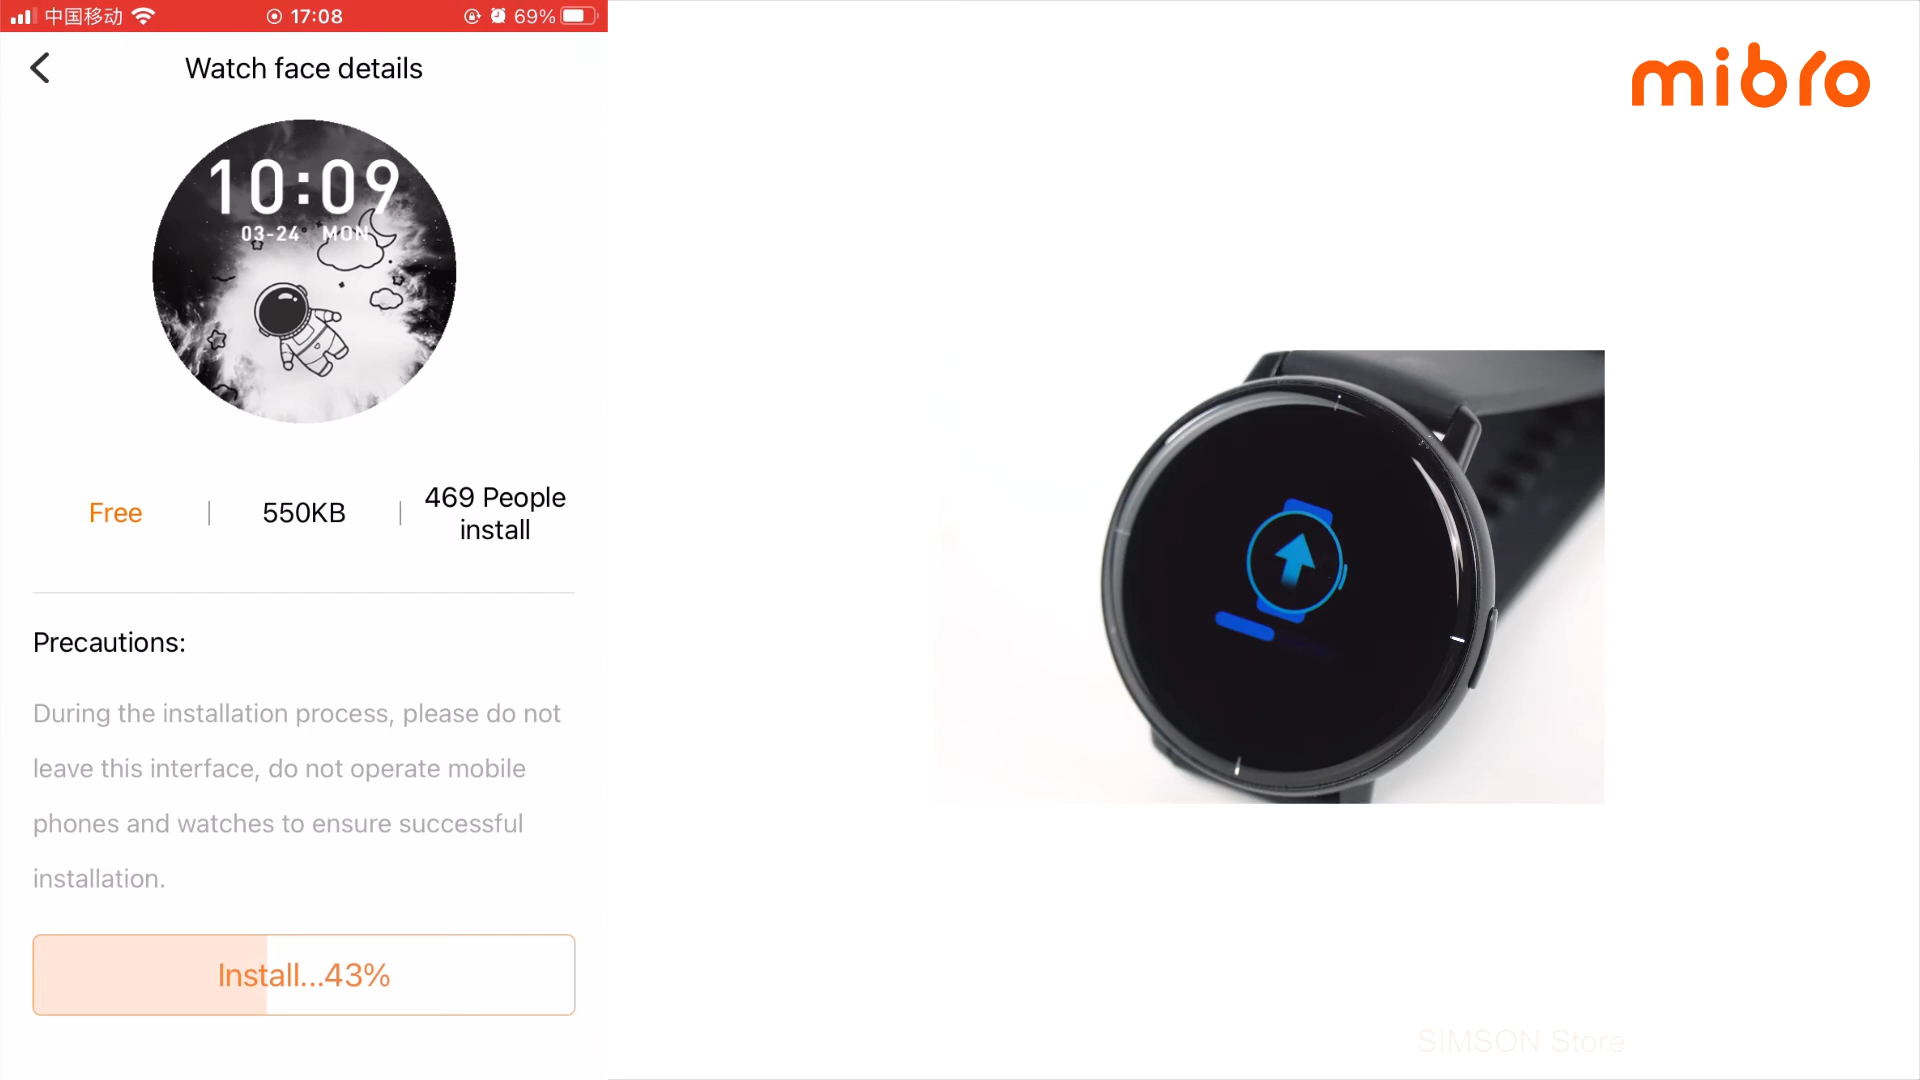 中国移动 17:08 69%
mibro
Watch face details
10:09
03-24 MON
Free | 550KB | 469 People install
Precautions:
During the installation process, please do not
leave this interface, do not operate mobile
phones and watches to ensure successful
installation.
Install...43%
SIMSON Store